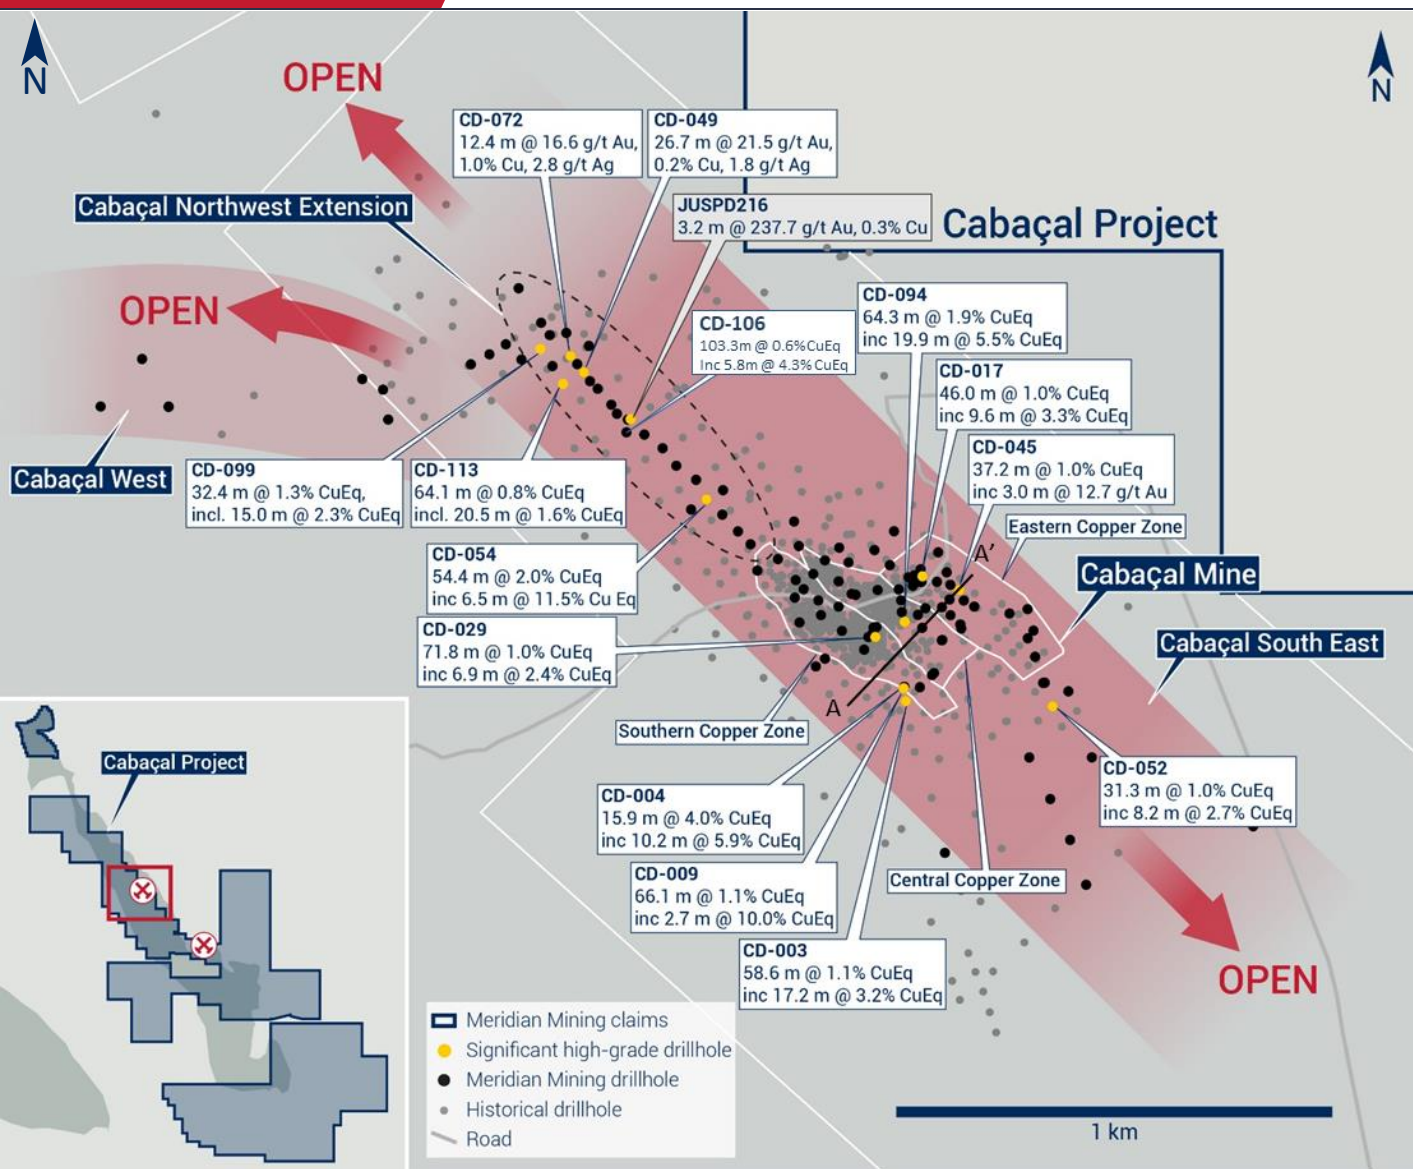 N
OPEN
N
CD-072
12.4 m @ 16.6 g/t Au,
1.0% Cu, 2.8 g/t Ag
CD-049
26.7 m @ 21.5 g/t Au,
0.2% Cu, 1.8 g/t Ag
Cabaçal Northwest Extension
JUSPD216
3.2 m @ 237.7 g/t Au, 0.3% Cu
Cabaçal Project
OPEN
CD-094
64.3 m @ 1.9% CuEq
inc 19.9 m @ 5.5% CuEq
CD-106
103.3m @ 0.6%CuEq
Inc 5.8m @ 4.3%CuEq
CD-017
46.0 m @ 1.0% CuEq
inc 9.6 m @ 3.3% CuEq
CD-045
37.2 m @ 1.0% CuEq
inc 3.0 m @ 12.7 g/t Au
Cabaçal West
CD-099
32.4 m @ 1.3% CuEq,
incl. 15.0 m @ 2.3% CuEq
CD-113
64.1 m @ 0.8% CuEq
incl. 20.5 m @ 1.6% CuEq
Eastern Copper Zone
A'
CD-054
54.4 m @ 2.0% CuEq
inc 6.5 m @ 11.5% Cu Eq
Cabaçal Mine
CD-029
71.8 m @ 1.0% CuEq
inc 6.9 m @ 2.4% CuEq
Cabaçal South East
A
Southern Copper Zone
Cabaçal Project
CD-052
31.3 m @ 1.0% CuEq
inc 8.2 m @ 2.7% CuEq
CD-004
15.9 m @ 4.0% CuEq
inc 10.2 m @ 5.9% CuEq
CD-009
66.1 m @ 1.1% CuEq
inc 2.7 m @ 10.0% CuEq
Central Copper Zone
CD-003
58.6 m @ 1.1% CuEq
inc 17.2 m @ 3.2% CuEq
OPEN
Meridian Mining claims
Significant high-grade drillhole
Meridian Mining drillhole
Historical drillhole
Road
1 km